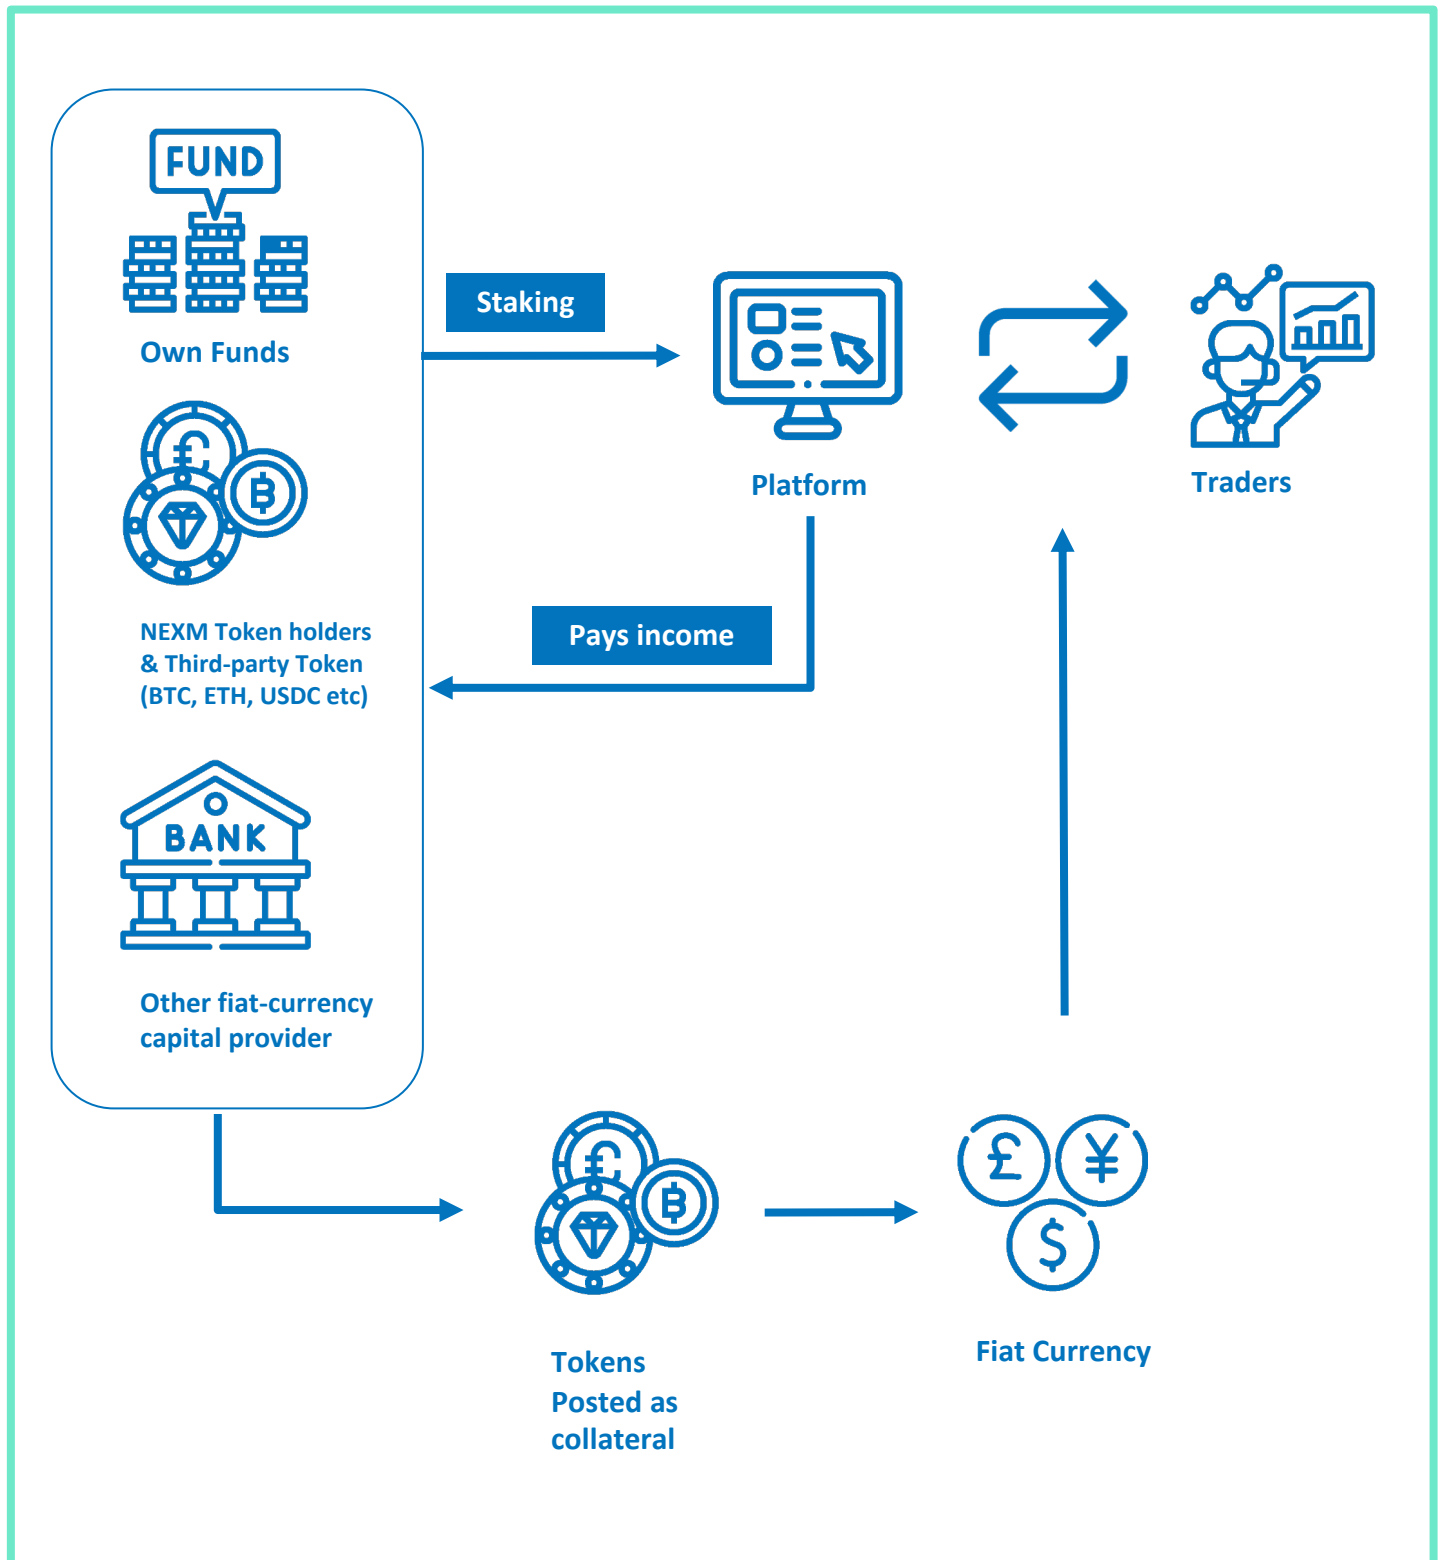 FUND
Own Funds
Staking
Platform
Traders
NEXM Token holders
& Third-party Token
(BTC, ETH, USDC etc)
Pays income
BANK
Other fiat-currency
capital provider
£
¥
$
Tokens
Posted as
collateral
Fiat Currency